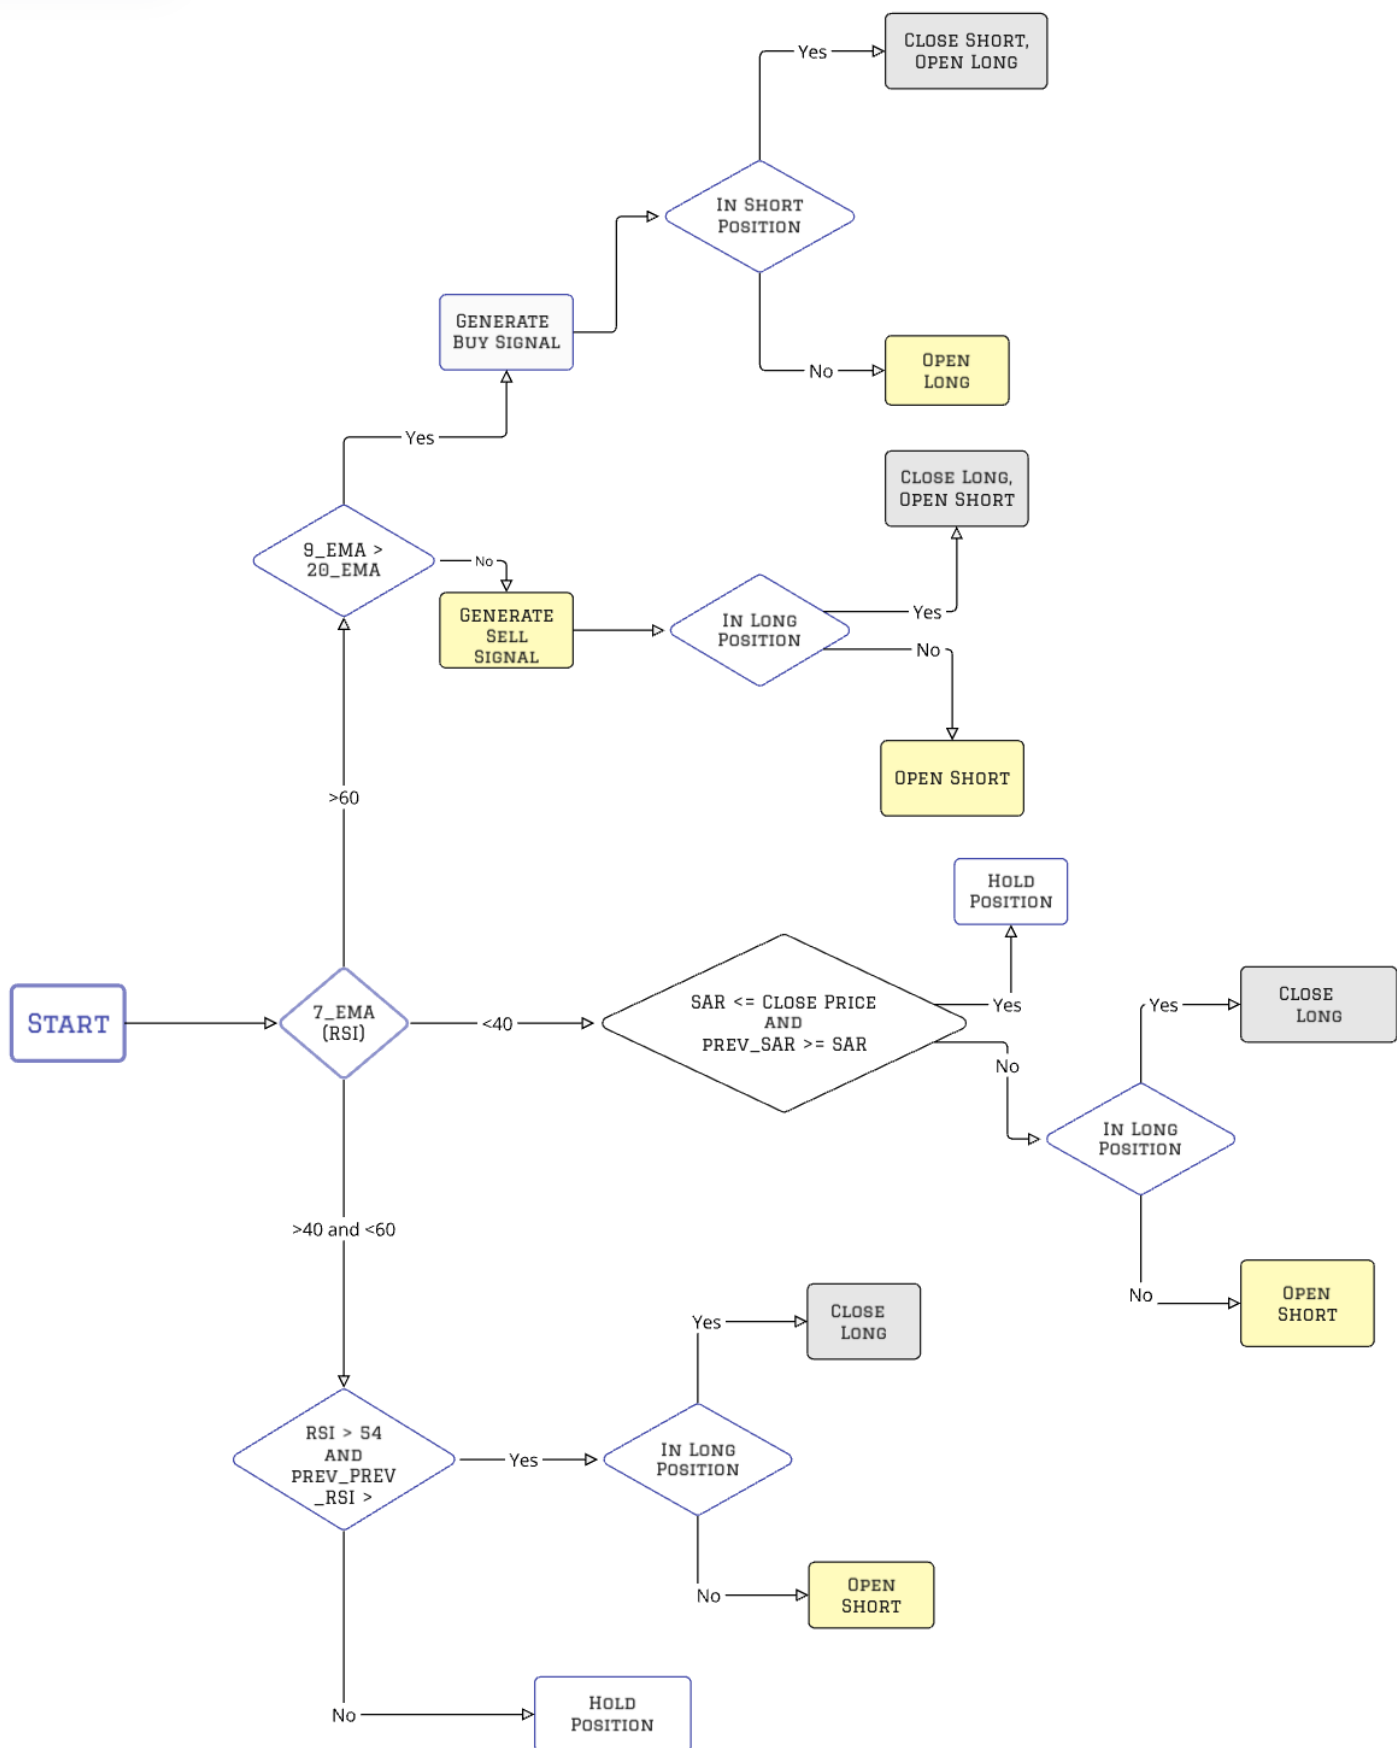 Yes
Close Short,
Open Long
In Short
Position
Generate
Buy Signal
No
Open
Long
Yes
Close Long,
Open Short
9_EMA >
20_EMA
No
Generate
Sell
Signal
In Long
Position
Yes
No
Open Short
>60
Hold
Position
START
7_EMA
(RSI)
<40
SAR <= Close Price
and
prev_SAR >= SAR
Yes
No
Yes
Close
Long
In Long
Position
No
Open
Short
>40 and <60
RSI > 54
and
prev_prev
_RSI >
Yes
In Long
Position
Yes
Close
Long
No
Open
Short
No
Hold
Position